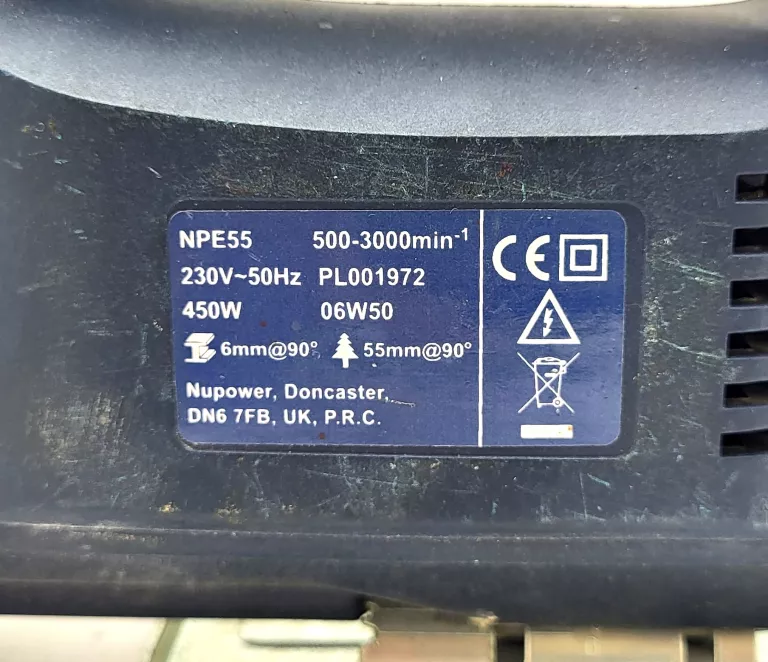 NPE55 500-3000min⁻¹
230V~50Hz PL001972
450W 06W50
6mm@90° 55mm@90°
Nupower, Doncaster,
DN6 7FB, UK, P.R.C.
CE